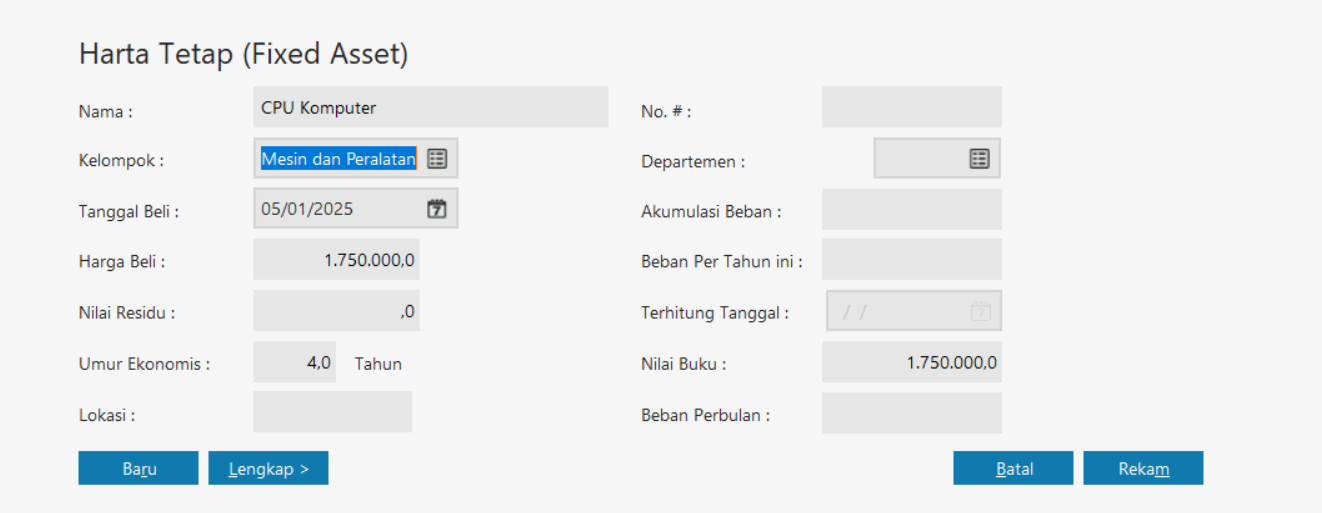 Harta Tetap (Fixed Asset)
Nama : CPU Komputer No. # :
Kelompok : Mesin dan Peralatan Departemen :
Tanggal Beli : 05/01/2025 7 Akumulasi Beban :
Harga Beli : 1.750.000,0 Beban Per Tahun ini :
Nilai Residu : ,0 Terhitung Tanggal : / / 7
Umur Ekonomis : 4,0 Tahun Nilai Buku : 1.750.000,0
Lokasi : Beban Perbulan :
Baru Lengkap > Batal Rekam